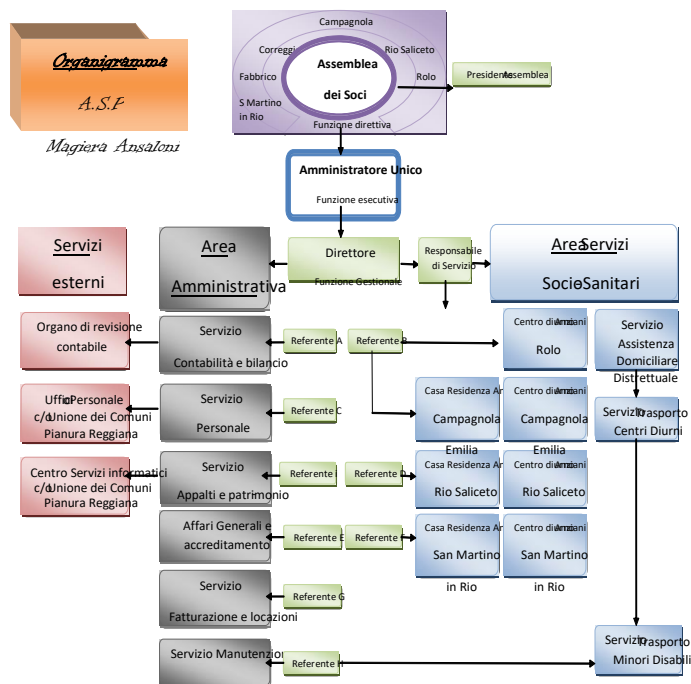 Organigramma
A.S.P
Magiera Ansaloni
Campagnola
Correggi
Rio Saliceto
Fabbrico
Rolo
S Martino
in Rio
Assemblea
dei Soci
Funzione direttiva
Presidente Assemblea
Amministratore Unico
Funzione esecutiva
Servizi
esterni
Area
Amministrativa
Direttore
Funzione Gestionale
Responsabile
di Servizio
Area Servizi
Socio-Sanitari
Organo di revisione
contabile
Servizio
Contabilità e bilancio
Referente A
Referente B
Centro diurno Anziani
Rolo
Servizio
Assistenza
Domiciliare
Distrettuale
Ufficio Personale
c/o Unione dei Comuni
Pianura Reggiana
Servizio
Personale
Referente C
Casa Residenza An
Campagnola
Emilia
Centro diurno Anziani
Campagnola
Emilia
Servizio Trasporto
Centri Diurni
Centro Servizi informatici
c/o Unione dei Comuni
Pianura Reggiana
Servizio
Appalti e patrimonio
Referente I
Referente D
Casa Residenza An
Rio Saliceto
Centro diurno Anziani
Rio Saliceto
Affari Generali e
accreditamento
Referente E
Referente F
Casa Residenza An
San Martino
in Rio
Centro diurno Anziani
San Martino
in Rio
Servizio
Fatturazione e locazioni
Referente G
Servizio Manutenzion
Referente H
Servizio Trasporto
Minori Disabili